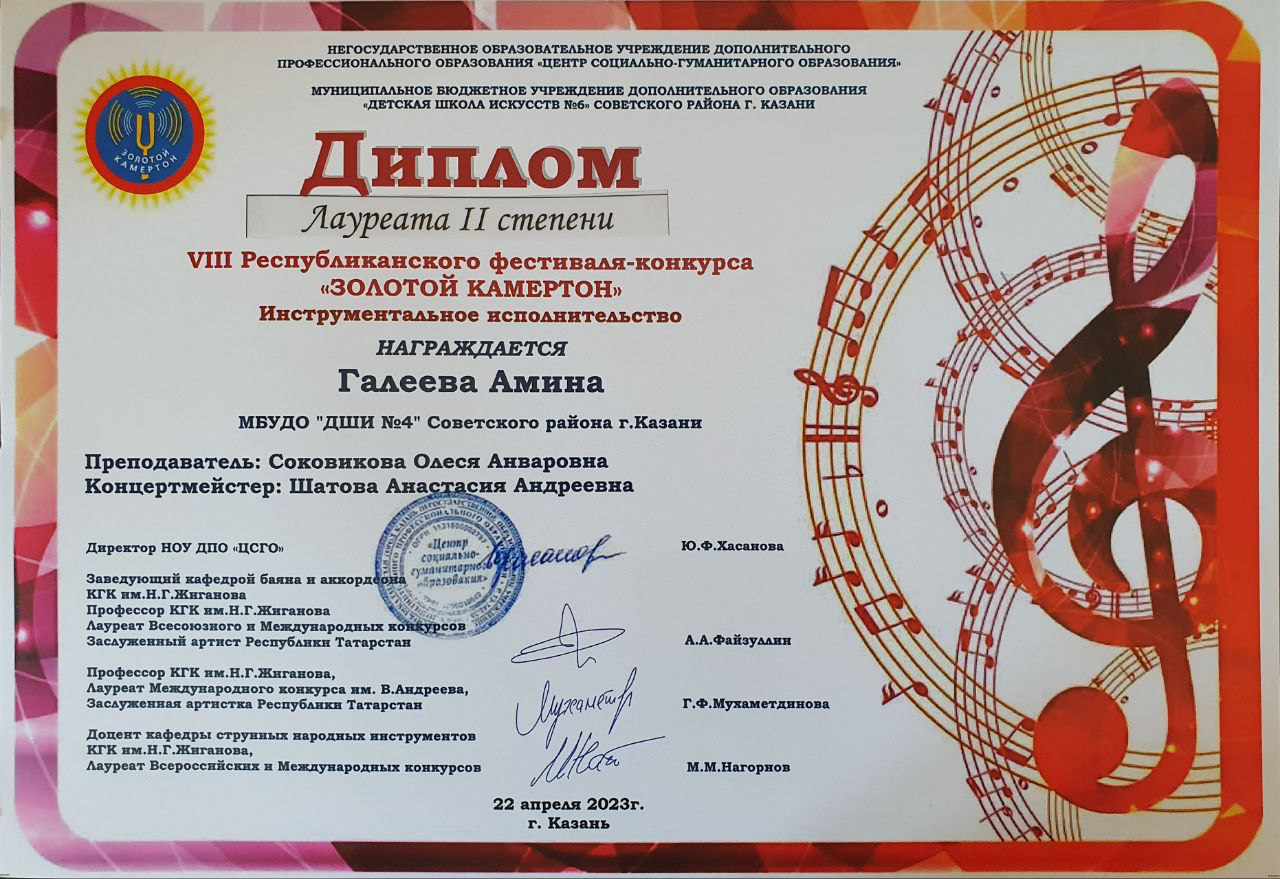 НЕГОСУДАРСТВЕННОЕ ОБРАЗОВАТЕЛЬНОЕ УЧРЕЖДЕНИЕ ДОПОЛНИТЕЛЬНОГО
ПРОФЕССИОНАЛЬНОГО ОБРАЗОВАНИЯ «ЦЕНТР СОЦИАЛЬНО-ГУМАНИТАРНОГО ОБРАЗОВАНИЯ»
МУНИЦИПАЛЬНОЕ БЮДЖЕТНОЕ УЧРЕЖДЕНИЕ ДОПОЛНИТЕЛЬНОГО ОБРАЗОВАНИЯ
«ДЕТСКАЯ ШКОЛА ИСКУССТВ №6» СОВЕТСКОГО РАЙОНА Г. КАЗАНИ
ЗОЛОТОЙ
КАМЕРТОН
Диплом
Лауреата II степени
VIII Республиканского фестиваля-конкурса
«ЗОЛОТОЙ КАМЕРТОН»
Инструментальное исполнительство
НАГРАЖДАЕТСЯ
Галеева Амина
МБУДО "ДШИ №4" Советского района г.Казани
Преподаватель: Соковикова Олеся Анваровна
Концертмейстер: Шатова Анастасия Андреевна
«Центр
социально-
гуманитарного
образования»
Директор НОУ ДПО «ЦСГО»
Ю.Ф.Хасанова
Заведующий кафедрой баяна и аккордеона
КГК им.Н.Г.Жиганова
Профессор КГК им.Н.Г.Жиганова
Лауреат Всесоюзного и Международных конкурсов
Заслуженный артист Республики Татарстан
А.А.Файзуллин
Профессор КГК им.Н.Г.Жиганова,
Лауреат Международного конкурса им. В.Андреева,
Заслуженная артистка Республики Татарстан
Г.Ф.Мухаметдинова
Доцент кафедры струнных народных инструментов
КГК им.Н.Г.Жиганова,
Лауреат Всероссийских и Международных конкурсов
М.М.Нагорнов
22 апреля 2023г.
г. Казань